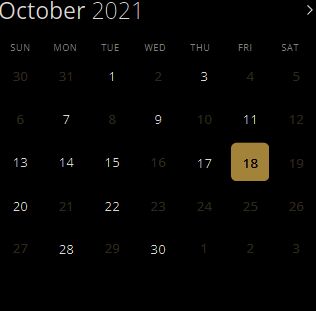 October 2021
SUN MON TUE WED THU FRI SAT
30 31 1 2 3 4 5
6 7 8 9 10 11 12
13 14 15 16 17 18 19
20 21 22 23 24 25 26
27 28 29 30 1 2 3